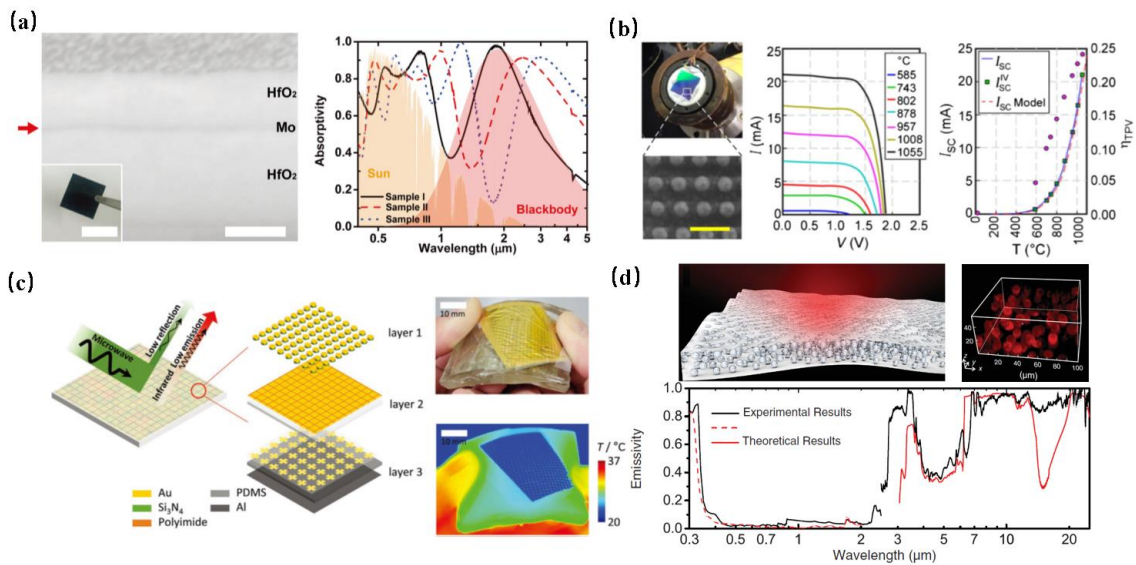 (a)
HfO₂
Mo
HfO₂
Absorptivity
1.0
0.8
0.6
0.4
0.2
0.0
Sun
Sample I
Sample II
Sample III
Blackbody
0.5 1 2 3 4 5
Wavelength (μm)
(b)
I (mA)
25
20
15
10
5
0
°C
585
743
802
878
957
1008
1055
0.0 0.5 1.0 1.5 2.0 2.5
V (V)
I_SC (mA)
25
20
15
10
5
0
I_SC
I_SC^IV
I_SC Model
0 200 400 600 800 1000
T (°C)
0.25
0.20
0.15
0.10
0.05
0.00
η_TPV
(c)
Microwave
Low reflection
Infrared
Low emission
layer 1
layer 2
layer 3
Au
Si₃N₄
Polyimide
PDMS
Al
10 mm
10 mm
T / °C
37
20
(d)
40
20
z y x
20 40 60 80 100
(μm)
20
40
Emissivity
1.0
0.8
0.6
0.4
0.2
0.0
Experimental Results
Theoretical Results
0.3 0.5 0.7 1 2 3 5 7 10 20
Wavelength (μm)